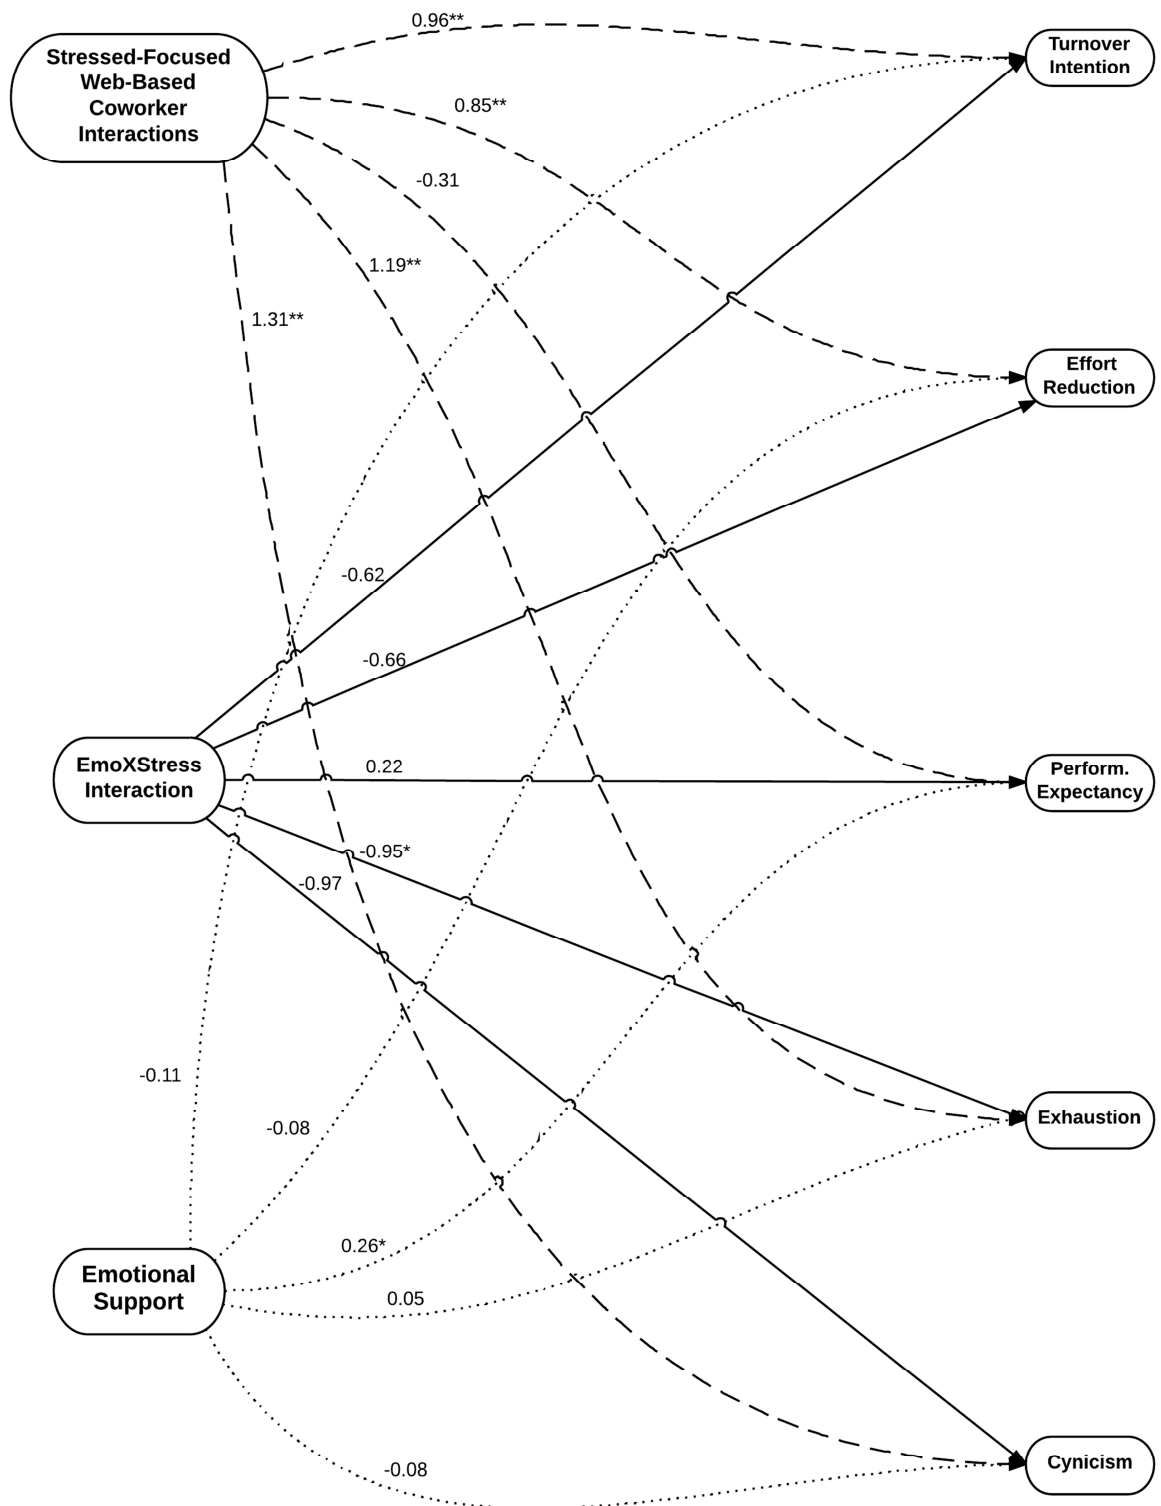 0.96**
Stressed-Focused
Web-Based
Coworker
Interactions
Turnover
Intention
0.85**
-0.31
1.19**
1.31**
Effort
Reduction
-0.62
-0.66
EmoXStress
Interaction
0.22
Perform.
Expectancy
-0.95*
-0.97
-0.11
-0.08
Exhaustion
0.26*
Emotional
Support
0.05
-0.08
Cynicism